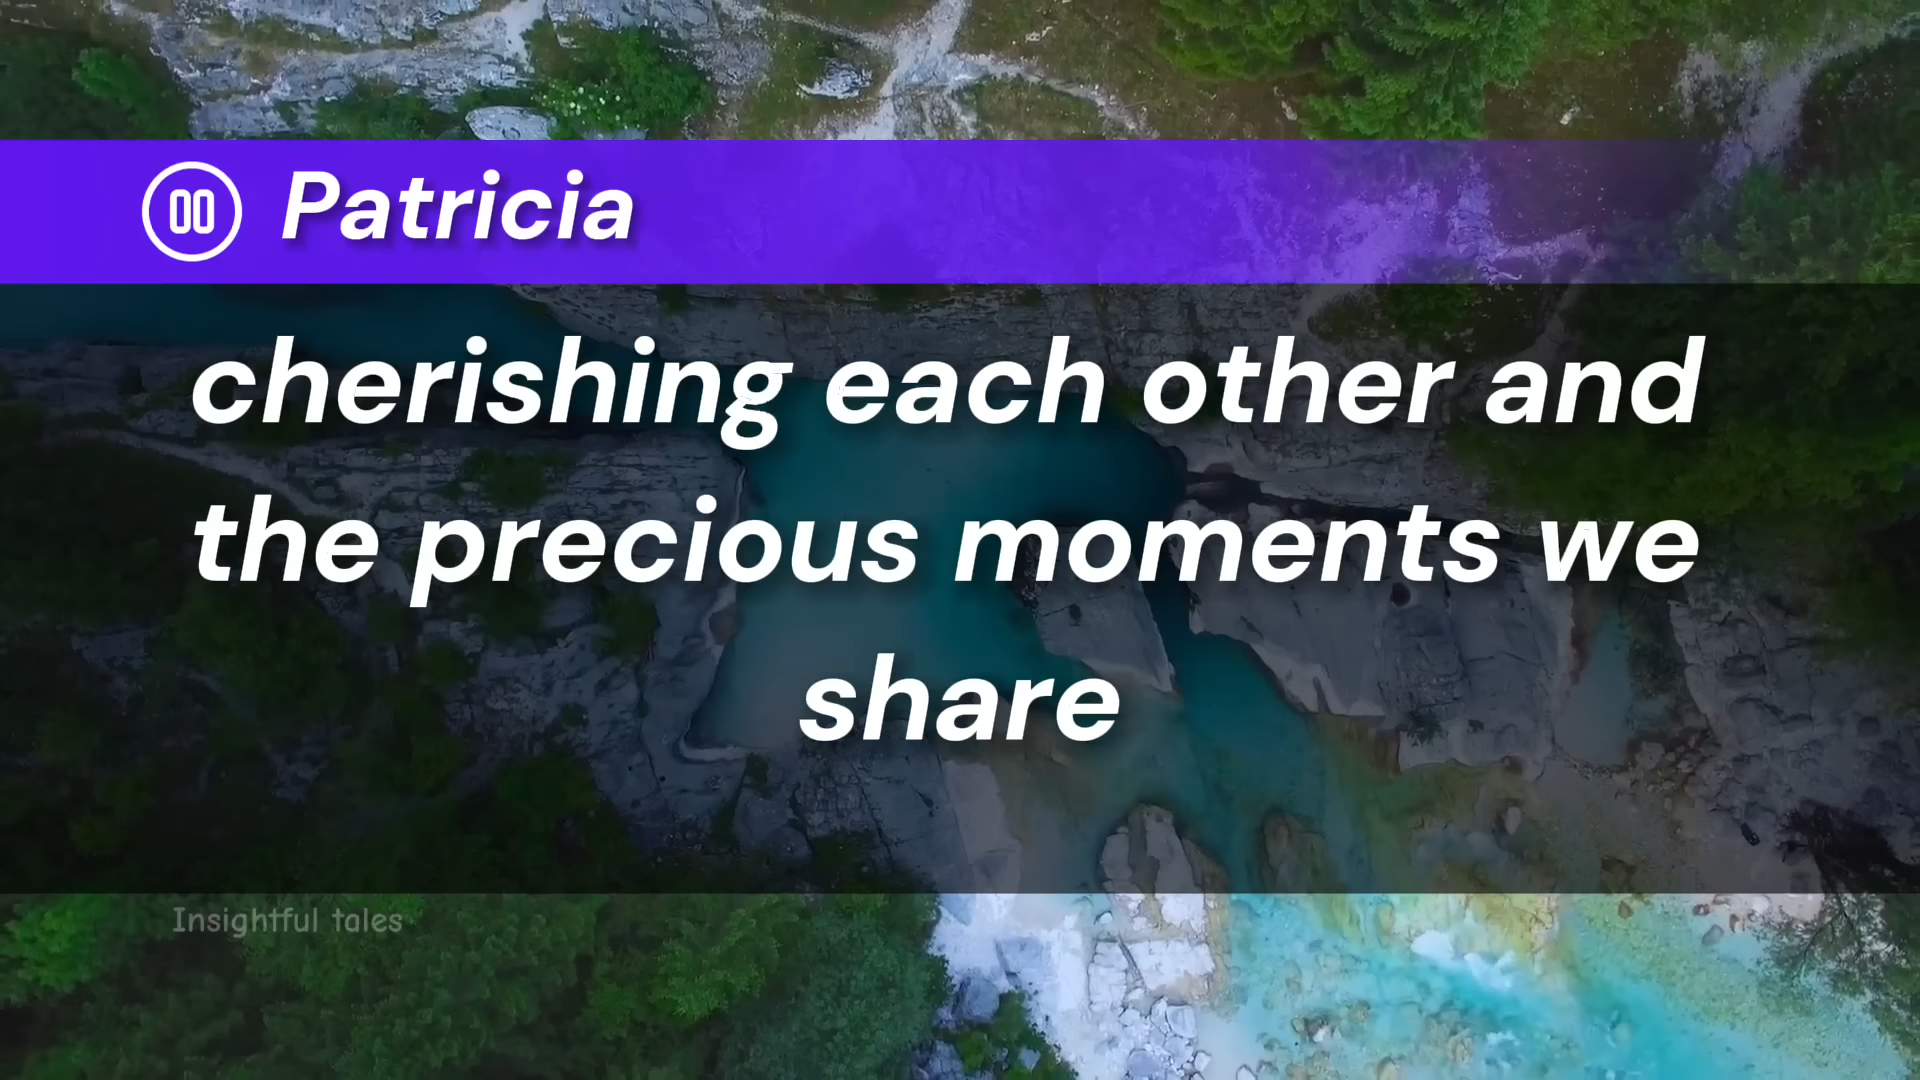 Patricia
cherishing each other and
the precious moments we
share
Insightful tales